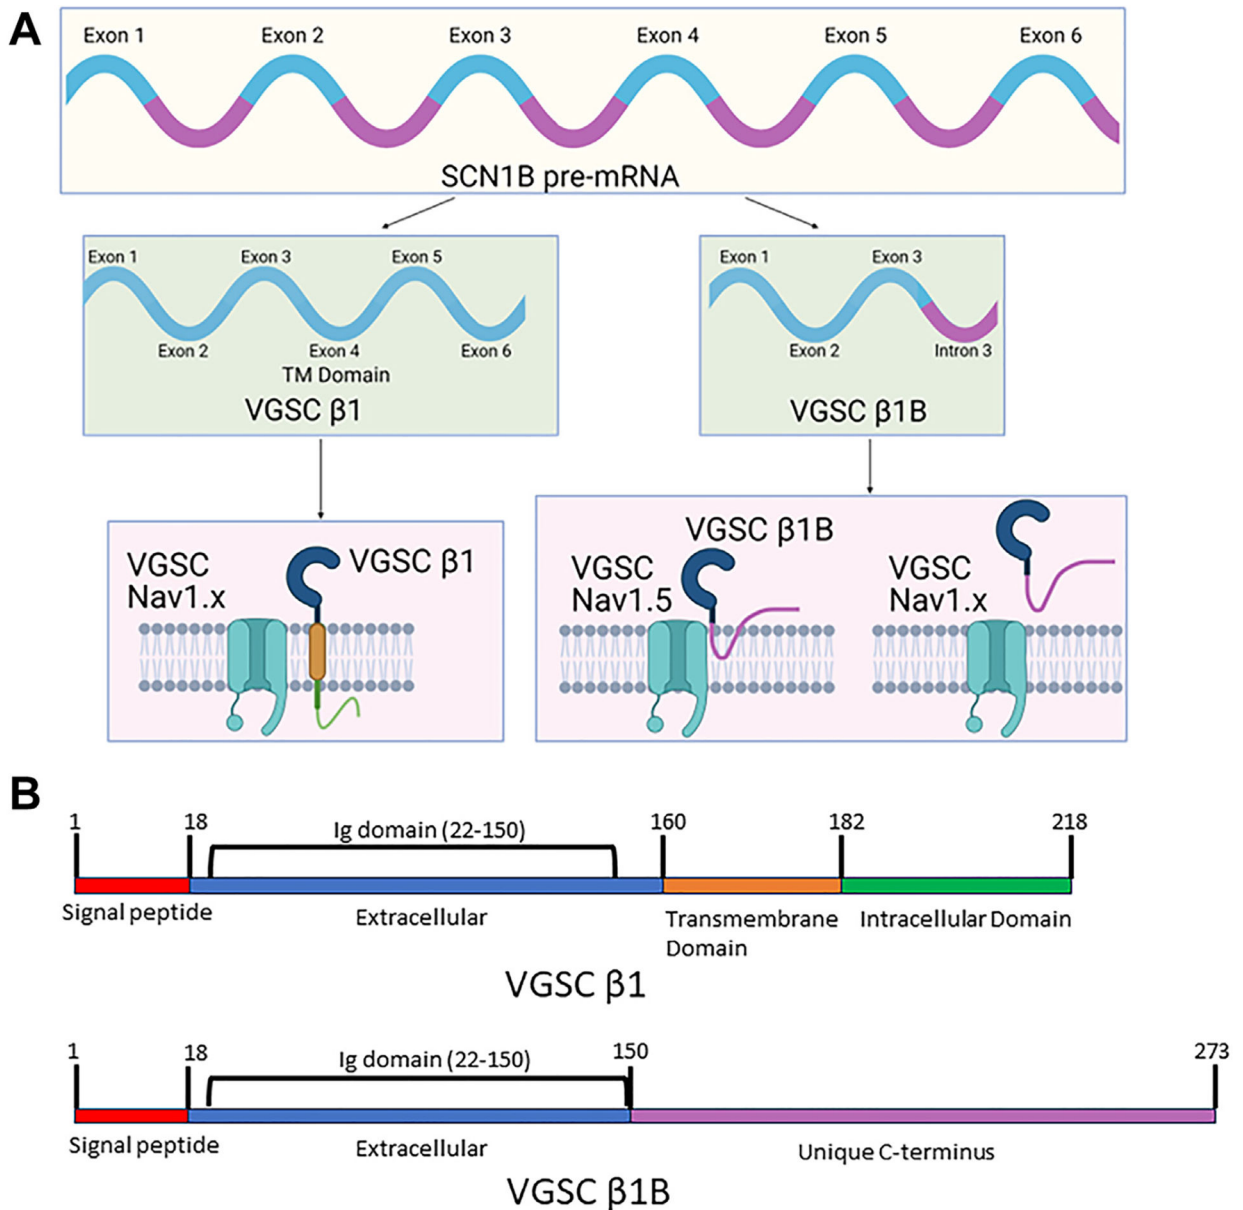 A
Exon 1 Exon 2 Exon 3 Exon 4 Exon 5 Exon 6
SCN1B pre-mRNA
Exon 1 Exon 3 Exon 5
Exon 2 Exon 4 Exon 6
TM Domain
VGSC β1
Exon 1 Exon 3
Exon 2 Intron 3
VGSC β1B
VGSC
Nav1.x
VGSC β1
VGSC β1B
VGSC
Nav1.5
VGSC
Nav1.x
B
1 18 160 182 218
Ig domain (22-150)
Signal peptide Extracellular Transmembrane
Domain
Intracellular Domain
VGSC β1
1 18 150 273
Ig domain (22-150)
Signal peptide Extracellular Unique C-terminus
VGSC β1B